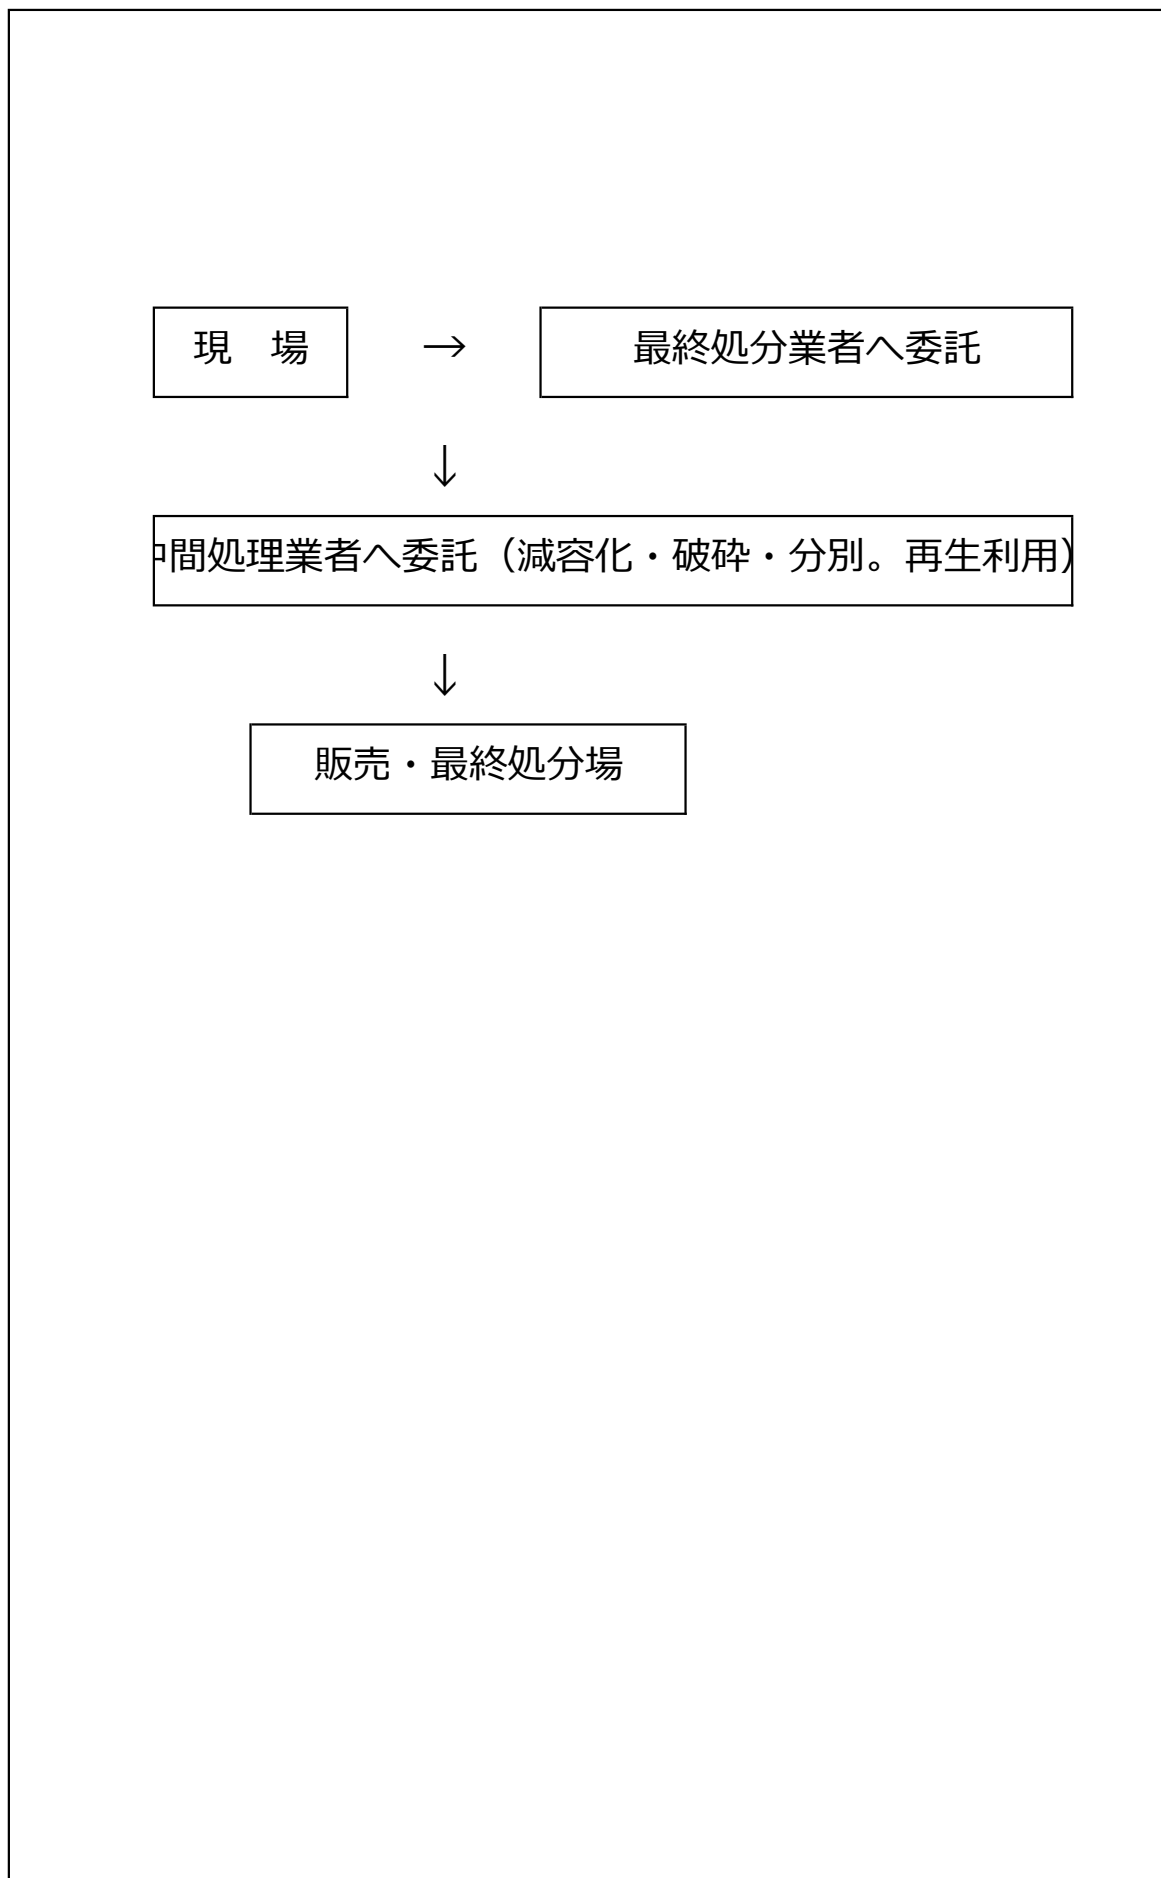 現　場 → 最終処分業者へ委託
↓
間処理業者へ委託（減容化・破砕・分別。再生利用）
↓
販売・最終処分場